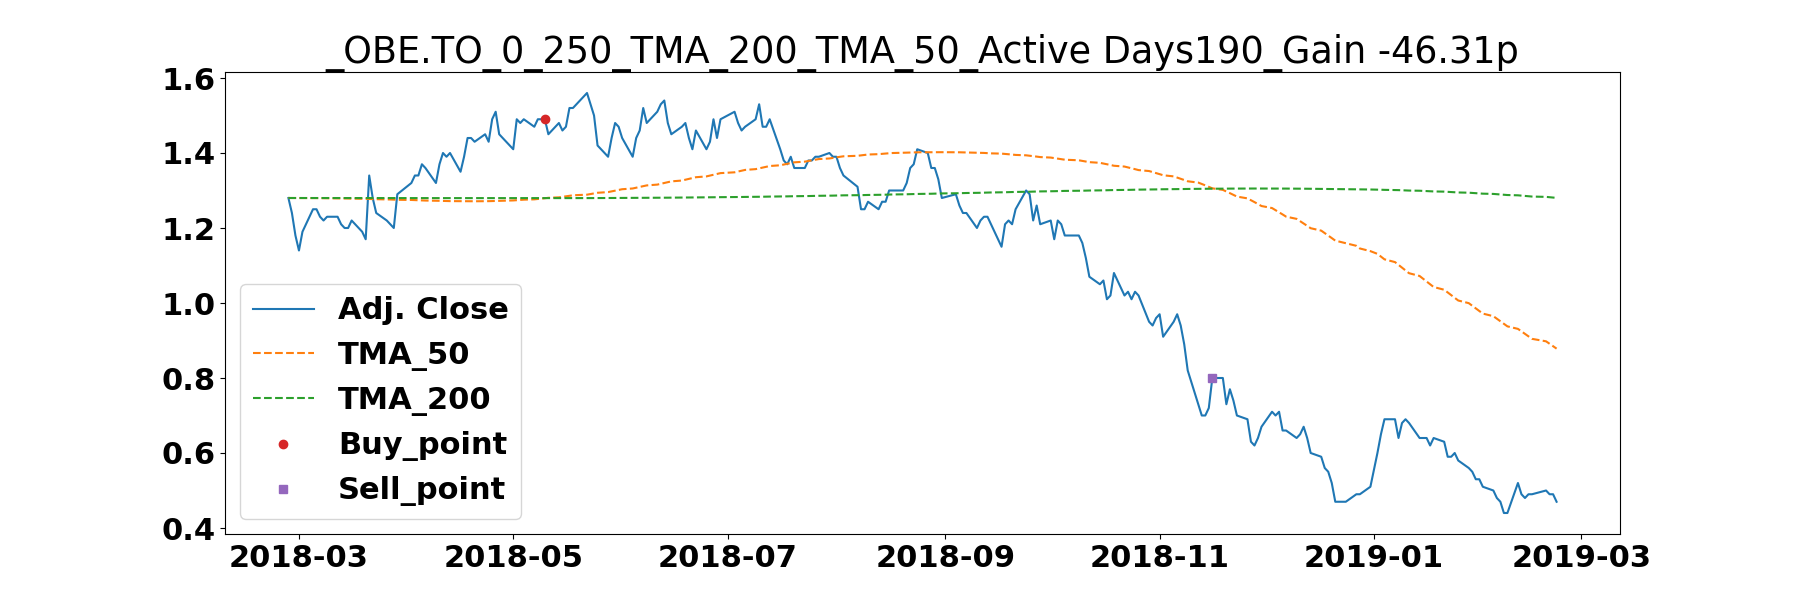 _OBE.TO_0_250_TMA_200_TMA_50_Active Days190_Gain -46.31p
1.6
1.4
1.2
1.0
0.8
0.6
0.4
Adj. Close
TMA_50
TMA_200
Buy_point
Sell_point
2018-03 2018-05 2018-07 2018-09 2018-11 2019-01 2019-03